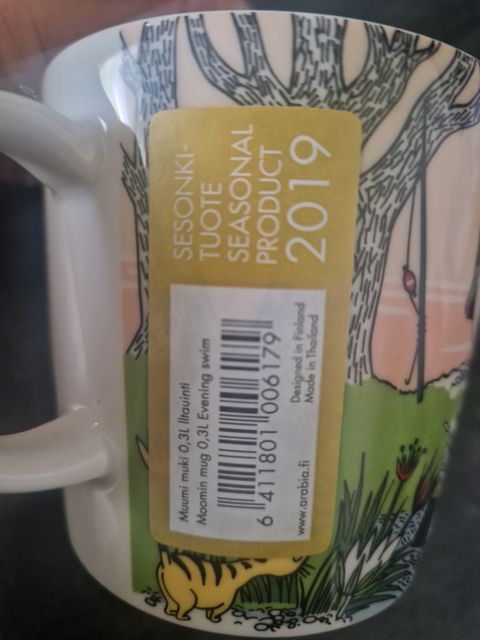 SESONKI-
TUOTE
SEASONAL
PRODUCT
2019
Muumi muki 0,3L Iltauinti
Moomin mug 0,3L Evening swim
6 411801 006179
Designed in Finland
Made in Thailand
www.arabia.fi